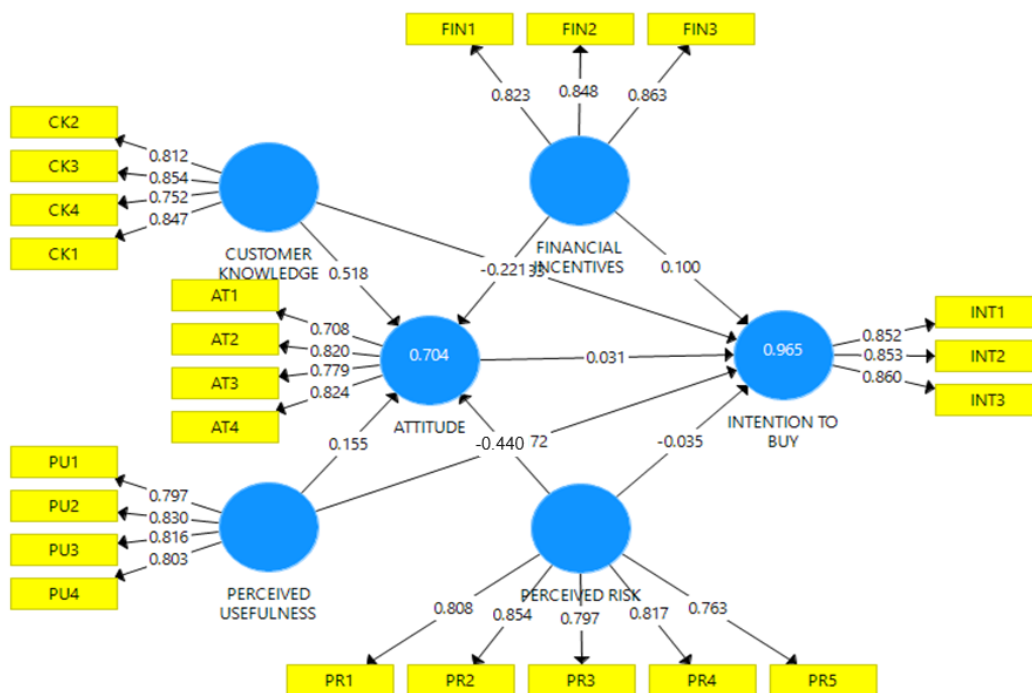 FIN1
FIN2
FIN3
0.823
0.848
0.863
CK2
CK3
CK4
CK1
0.812
0.854
0.752
0.847
CUSTOMER
KNOWLEDGE
FINANCIAL
INCENTIVES
0.518
-0.221
0.100
AT1
AT2
AT3
AT4
0.708
0.820
0.779
0.824
0.704
ATTITUDE
0.031
0.965
INTENTION TO
BUY
0.852
0.853
0.860
INT1
INT2
INT3
0.155
-0.440
72
-0.035
PU1
PU2
PU3
PU4
0.797
0.830
0.816
0.803
PERCEIVED
USEFULNESS
PERCEIVED RISK
0.808
0.854
0.797
0.817
0.763
PR1
PR2
PR3
PR4
PR5